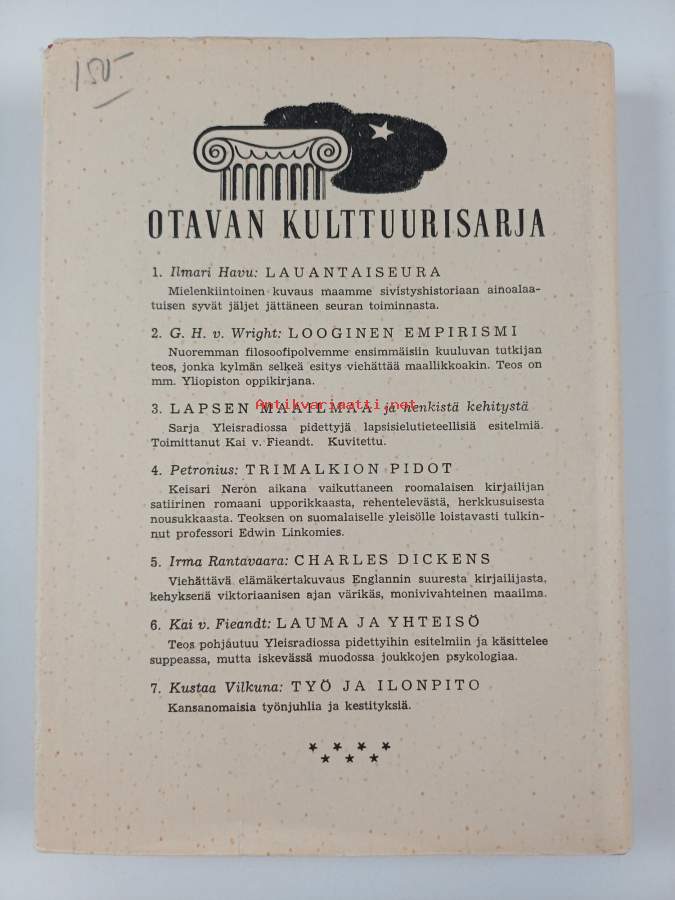 150-
OTAVAN KULTTUURISARJA
1. Ilmari Havu: LAUANTAISEURA
Mielenkiintoinen kuvaus maamme sivistyshistoriaan ainoalaa-
tuisen syvät jäljet jättäneen seuran toiminnasta.
2. G. H. v. Wright: LOOGINEN EMPIRISMI
Nuoremman filosoofipolvemme ensimmäisiin kuuluvan tutkijan
teos, jonka kylmän selkeä esitys viehättää maallikkoakin. Teos on
mm. Yliopiston oppikirjana.
3. LAPSEN MAAILMAA ja henkistä kehitystä
Antikvariaatti.net
Sarja Yleisradiossa pidettyjä lapsisielutieteellisiä esitelmiä.
Toimittanut Kai v. Fieandt. Kuvitettu.
4. Petronius: TRIMALKION PIDOT
Keisari Neron aikana vaikuttaneen roomalaisen kirjailijan
satiirinen romaani upporikkaasta, rehentelevästä, herkkusuisesta
nousukkaasta. Teoksen on suomalaiselle yleisölle loistavasti tulkin-
nut professori Edwin Linkomies.
5. Irma Rantavaara: CHARLES DICKENS
Viehättävä elämäkertakuvaus Englannin suuresta kirjailijasta,
kehyksenä viktoriaanisen ajan värikäs, monivivahteinen maailma.
6. Kai v. Fieandt: LAUMA JA YHTEISÖ
Teos pohjautuu Yleisradiossa pidettyihin esitelmiin ja käsittelee
suppeassa, mutta iskevässä muodossa joukkojen psykologiaa.
7. Kustaa Vilkuna: TYÖ JA ILONPITO
Kansanomaisia työnjuhlia ja kestityksiä.